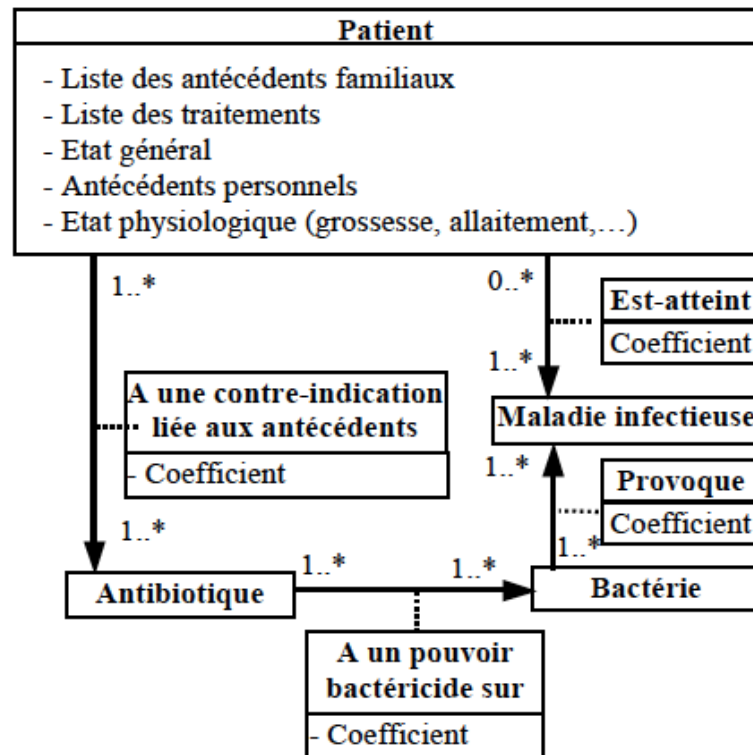 Patient
- Liste des antécédents familiaux
- Liste des traitements
- Etat général
- Antécédents personnels
- Etat physiologique (grossesse, allaitement,…)
1..*
0..*
Est-atteint
Coefficient
1..*
A une contre-indication
liée aux antécédents
- Coefficient
Maladie infectieuse
1..*
Provoque
Coefficient
1..*
1..*
Antibiotique
1..*
1..*
Bactérie
A un pouvoir
bactéricide sur
- Coefficient